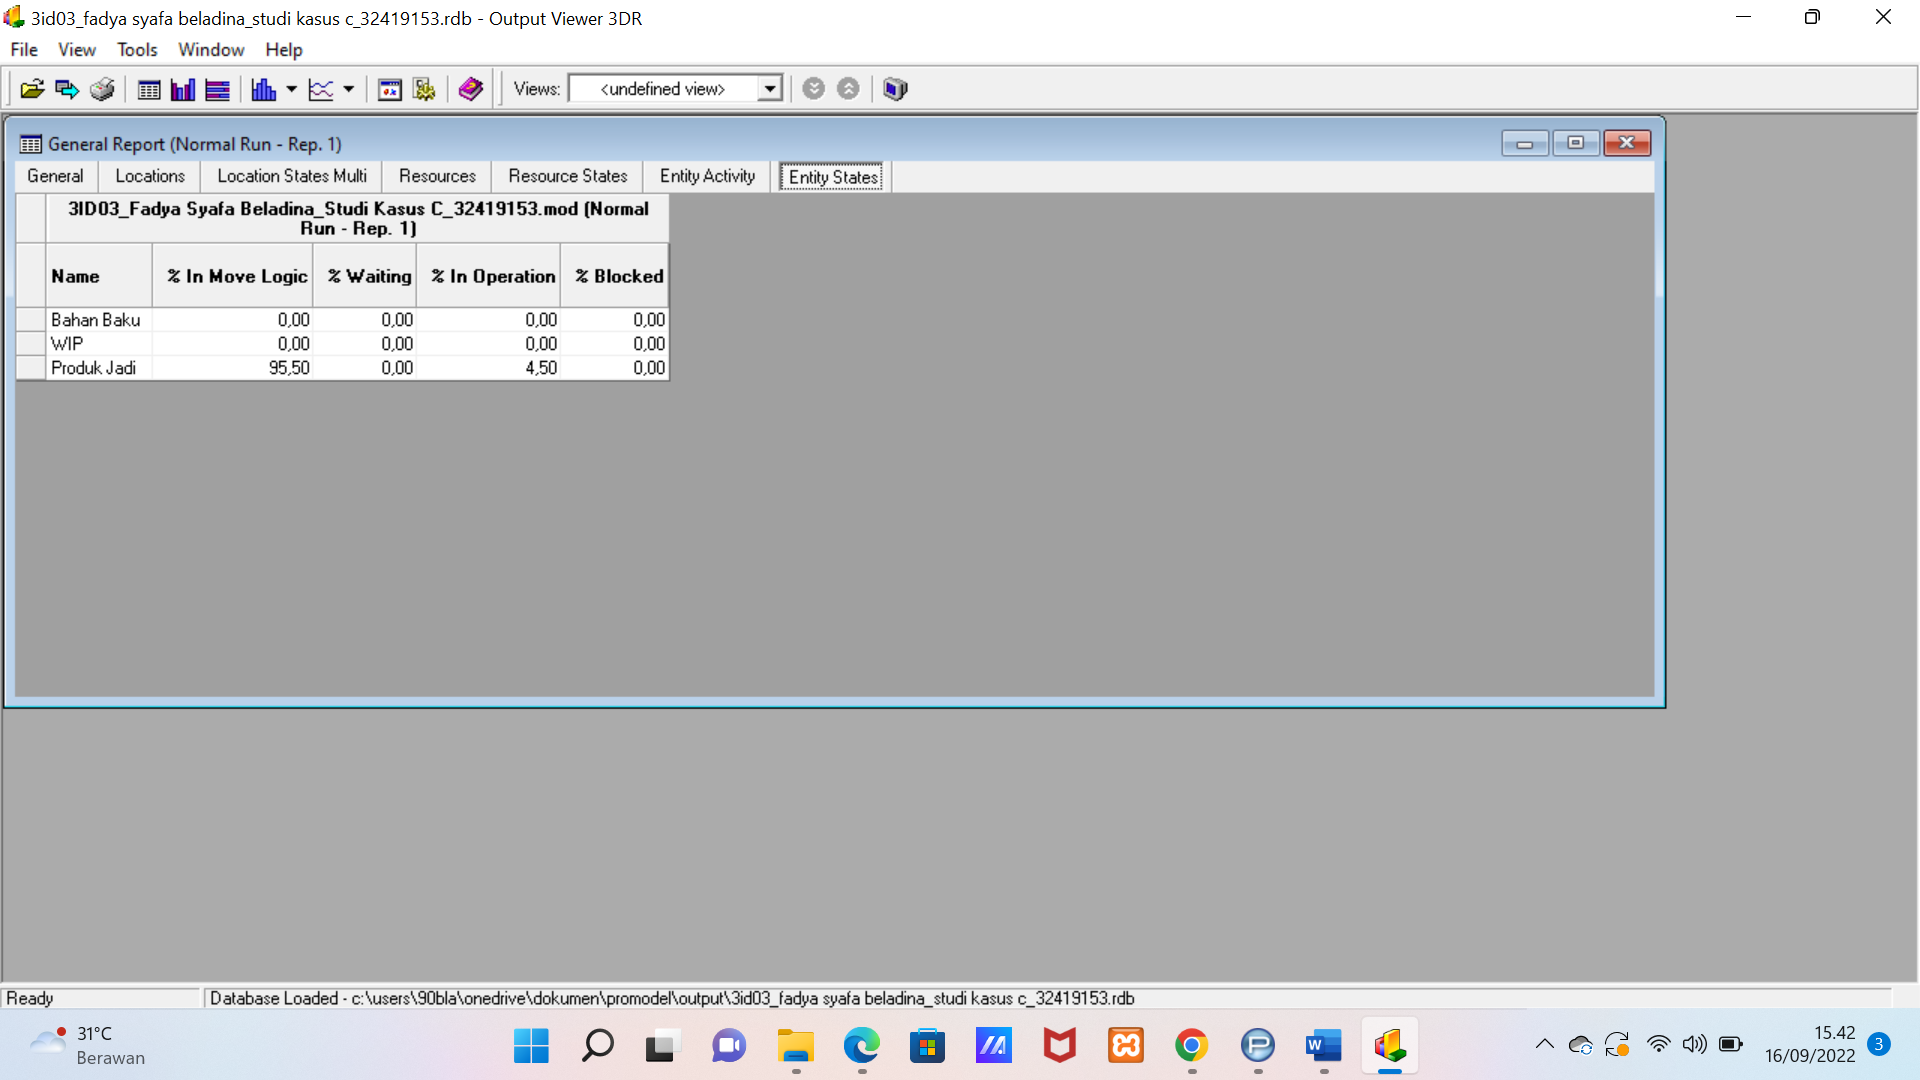 3id03_fadya syafa beladina_studi kasus c_32419153.rdb - Output Viewer 3DR
File View Tools Window Help
Views: <undefined view>
General Report (Normal Run - Rep. 1)
General Locations Location States Multi Resources Resource States Entity Activity Entity States
3ID03_Fadya Syafa Beladina_Studi Kasus C_32419153.mod (Normal
Run - Rep. 1)
Name % In Move Logic % Waiting % In Operation % Blocked
Bahan Baku 0,00 0,00 0,00 0,00
WIP 0,00 0,00 0,00 0,00
Produk Jadi 95,50 0,00 4,50 0,00
Ready Database Loaded - c:\users\90bla\onedrive\dokumen\promodel\output\3id03_fadya syafa beladina_studi kasus c_32419153.rdb
31°C
Berawan
W
15.42
16/09/2022
3